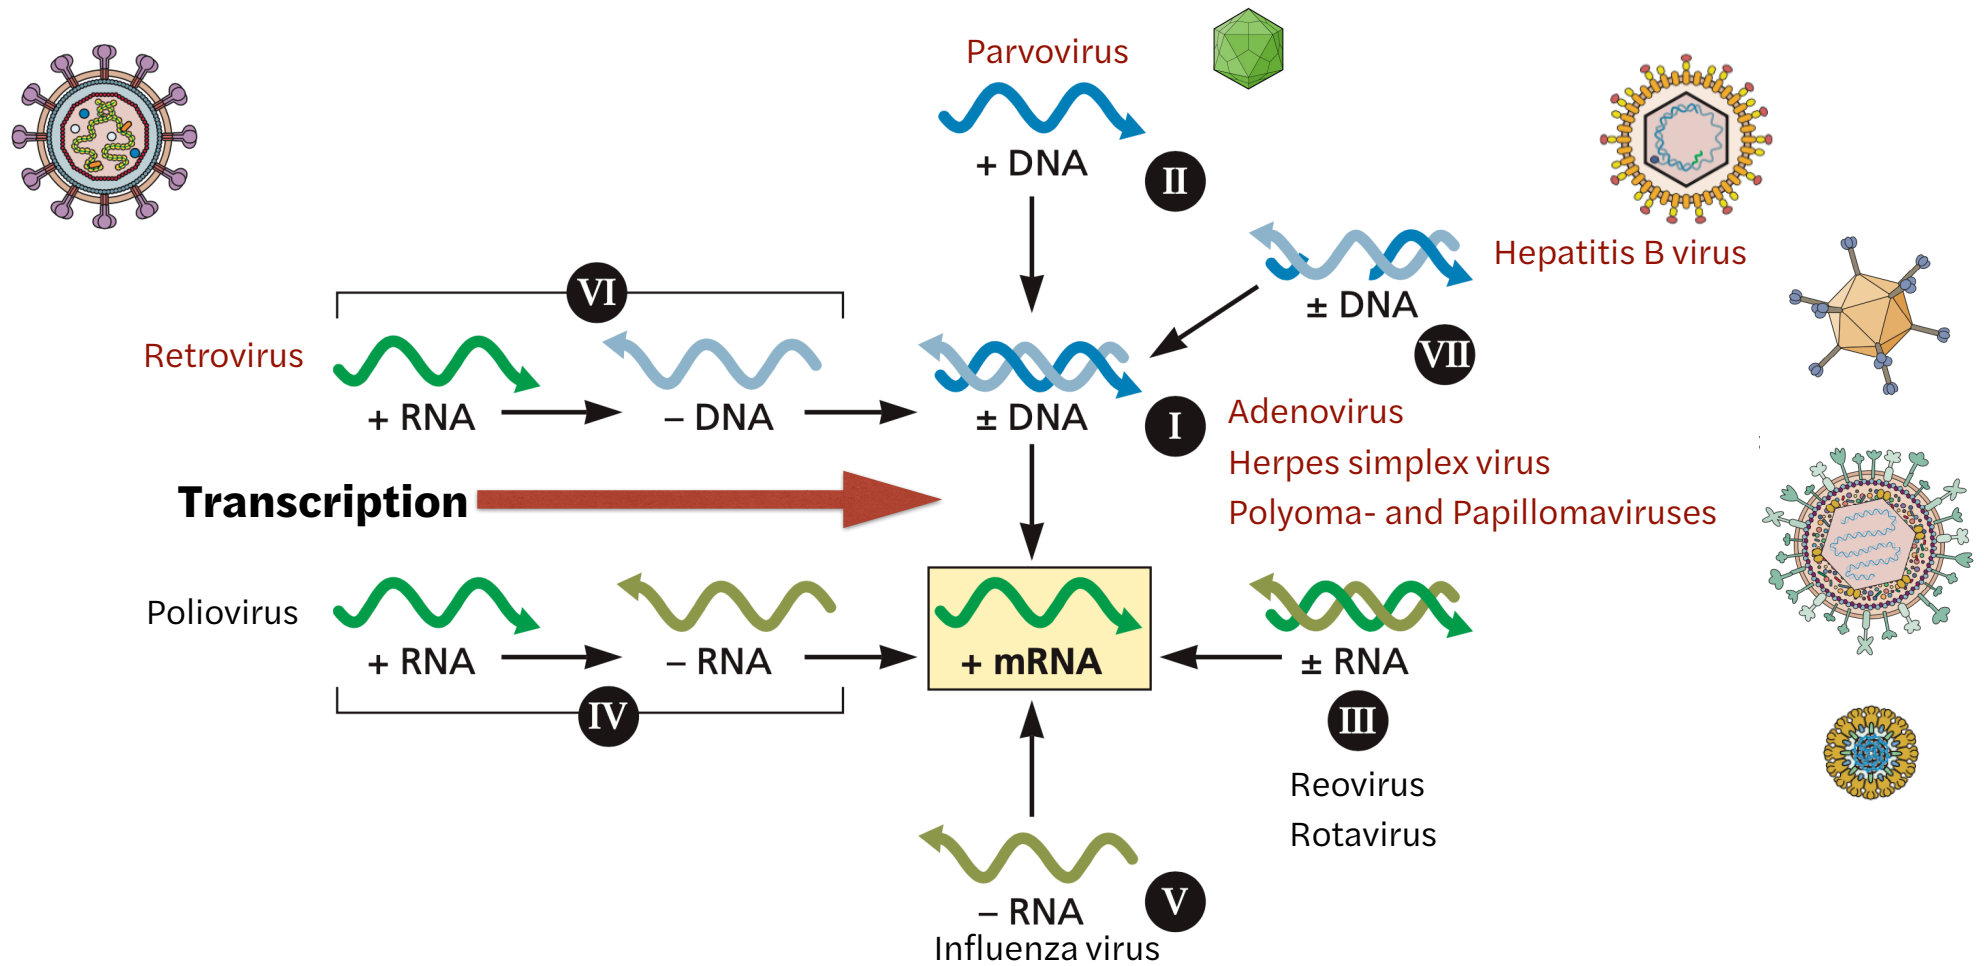 Parvovirus
+ DNA
II
Hepatitis B virus
± DNA
VII
VI
Retrovirus
+ RNA
– DNA
± DNA
I
Adenovirus
Herpes simplex virus
Polyoma- and Papillomaviruses
Transcription
Poliovirus
+ RNA
– RNA
+ mRNA
± RNA
IV
III
Reovirus
Rotavirus
– RNA
V
Influenza virus